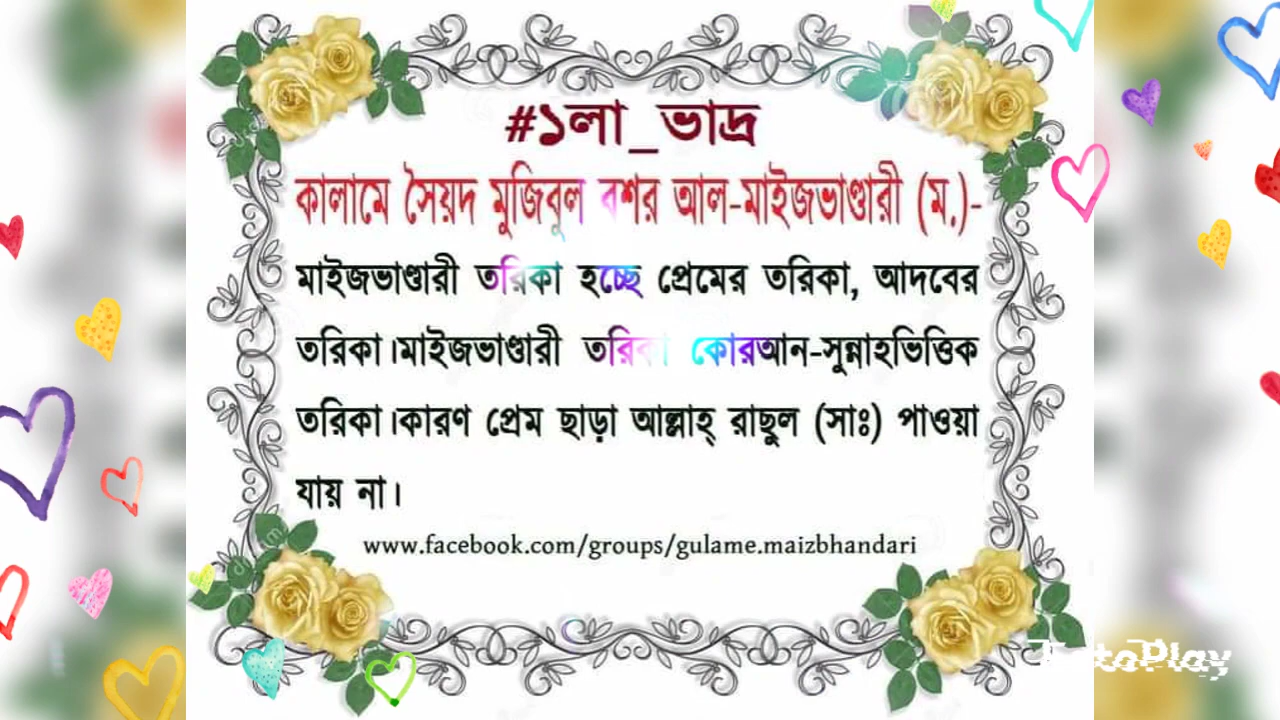 #১লা_ভাদ্র
কালামে সৈয়দ মুজিবুল বশর আল-মাইজভাণ্ডারী (ম.)-
মাইজভাণ্ডারী তরিকা হচ্ছে প্রেমের তরিকা, আদবের
তরিকা।মাইজভাণ্ডারী তরিকা কোরআন-সুন্নাহভিত্তিক
তরিকা।কারণ প্রেম ছাড়া আল্লাহ্ রাছুল (সাঃ) পাওয়া
যায় না।
www.facebook.com/groups/gulame.maizbhandari